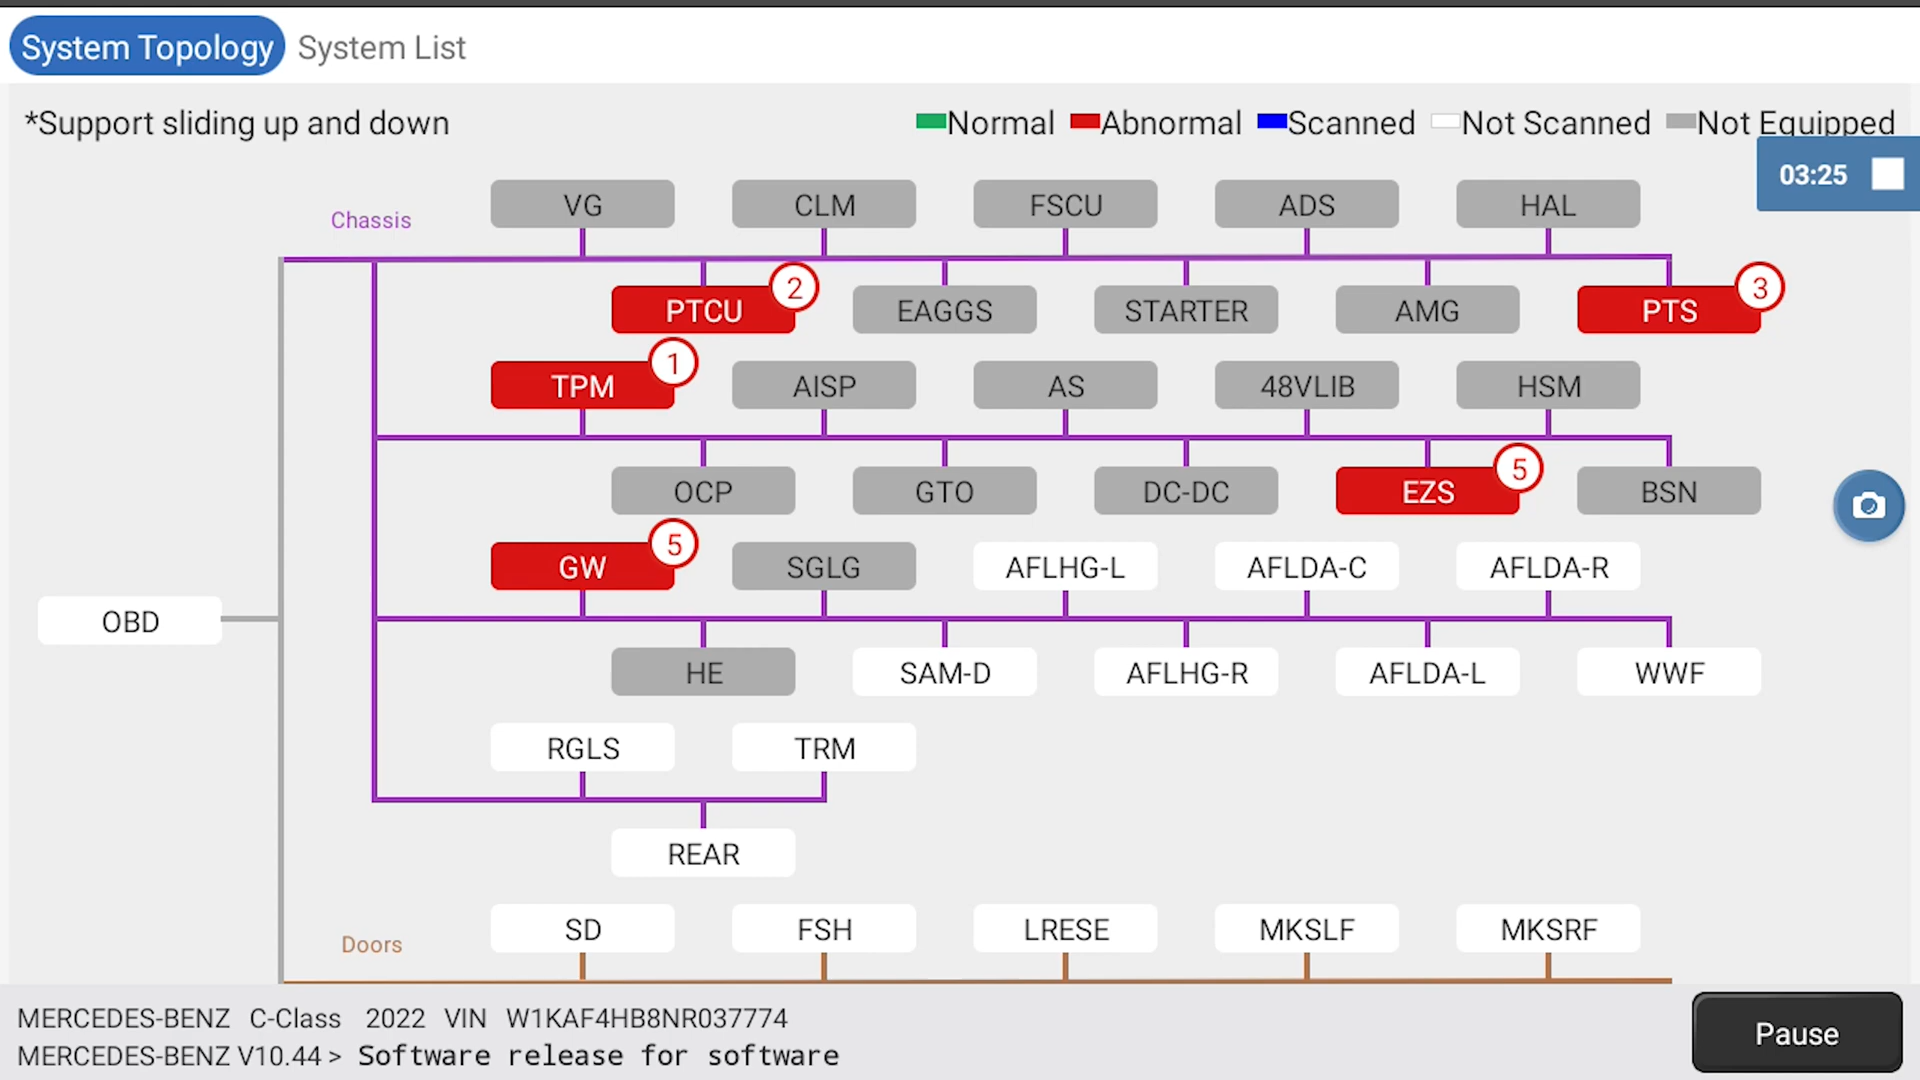 System Topology System List
*Support sliding up and down
Normal Abnormal Scanned Not Scanned Not Equipped
03:25
Chassis
VG CLM FSCU ADS HAL
PTCU 2 EAGGS STARTER AMG PTS 3
TPM 1 AISP AS 48VLIB HSM
OCP GTO DC-DC EZS 5 BSN
GW 5 SGLG AFLHG-L AFLDA-C AFLDA-R
OBD
HE SAM-D AFLHG-R AFLDA-L WWF
RGLS TRM
REAR
Doors
SD FSH LRESE MKSLF MKSRF
MERCEDES-BENZ C-Class 2022 VIN W1KAF4HB8NR037774
MERCEDES-BENZ V10.44 > Software release for software
Pause